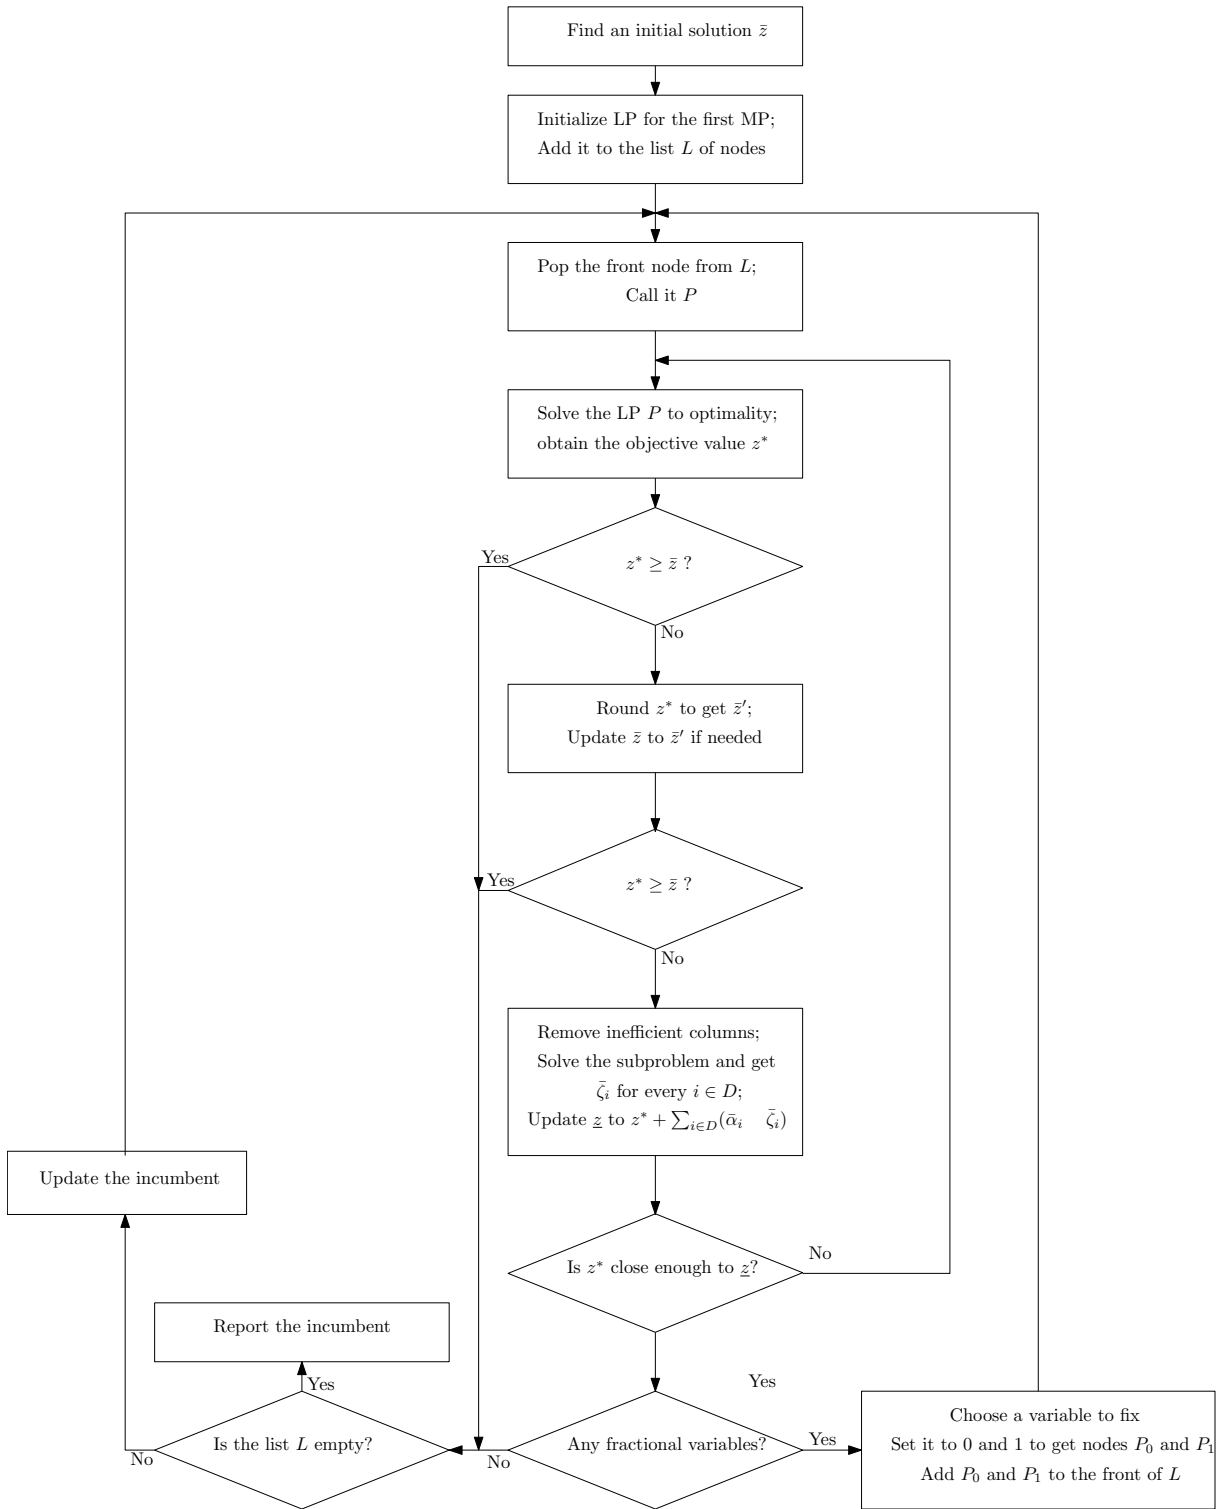 Find an initial solution z̄
Initialize LP for the first MP;
Add it to the list L of nodes
Pop the front node from L;
Call it P
Solve the LP P to optimality;
obtain the objective value z*
Yes
z* ≥ z̄ ?
No
Round z* to get z̄′;
Update z̄ to z̄′ if needed
Yes
z* ≥ z̄ ?
No
Remove inefficient columns;
Solve the subproblem and get
ζ̄ᵢ for every i ∈ D;
Update z̲ to z* + ∑_{i∈D}(ᾱᵢ ζ̄ᵢ)
Update the incumbent
Is z* close enough to z̲?
No
Report the incumbent
Yes
Yes
Is the list L empty?
No
Any fractional variables?
No
Yes
Choose a variable to fix
Set it to 0 and 1 to get nodes P₀ and P₁
Add P₀ and P₁ to the front of L